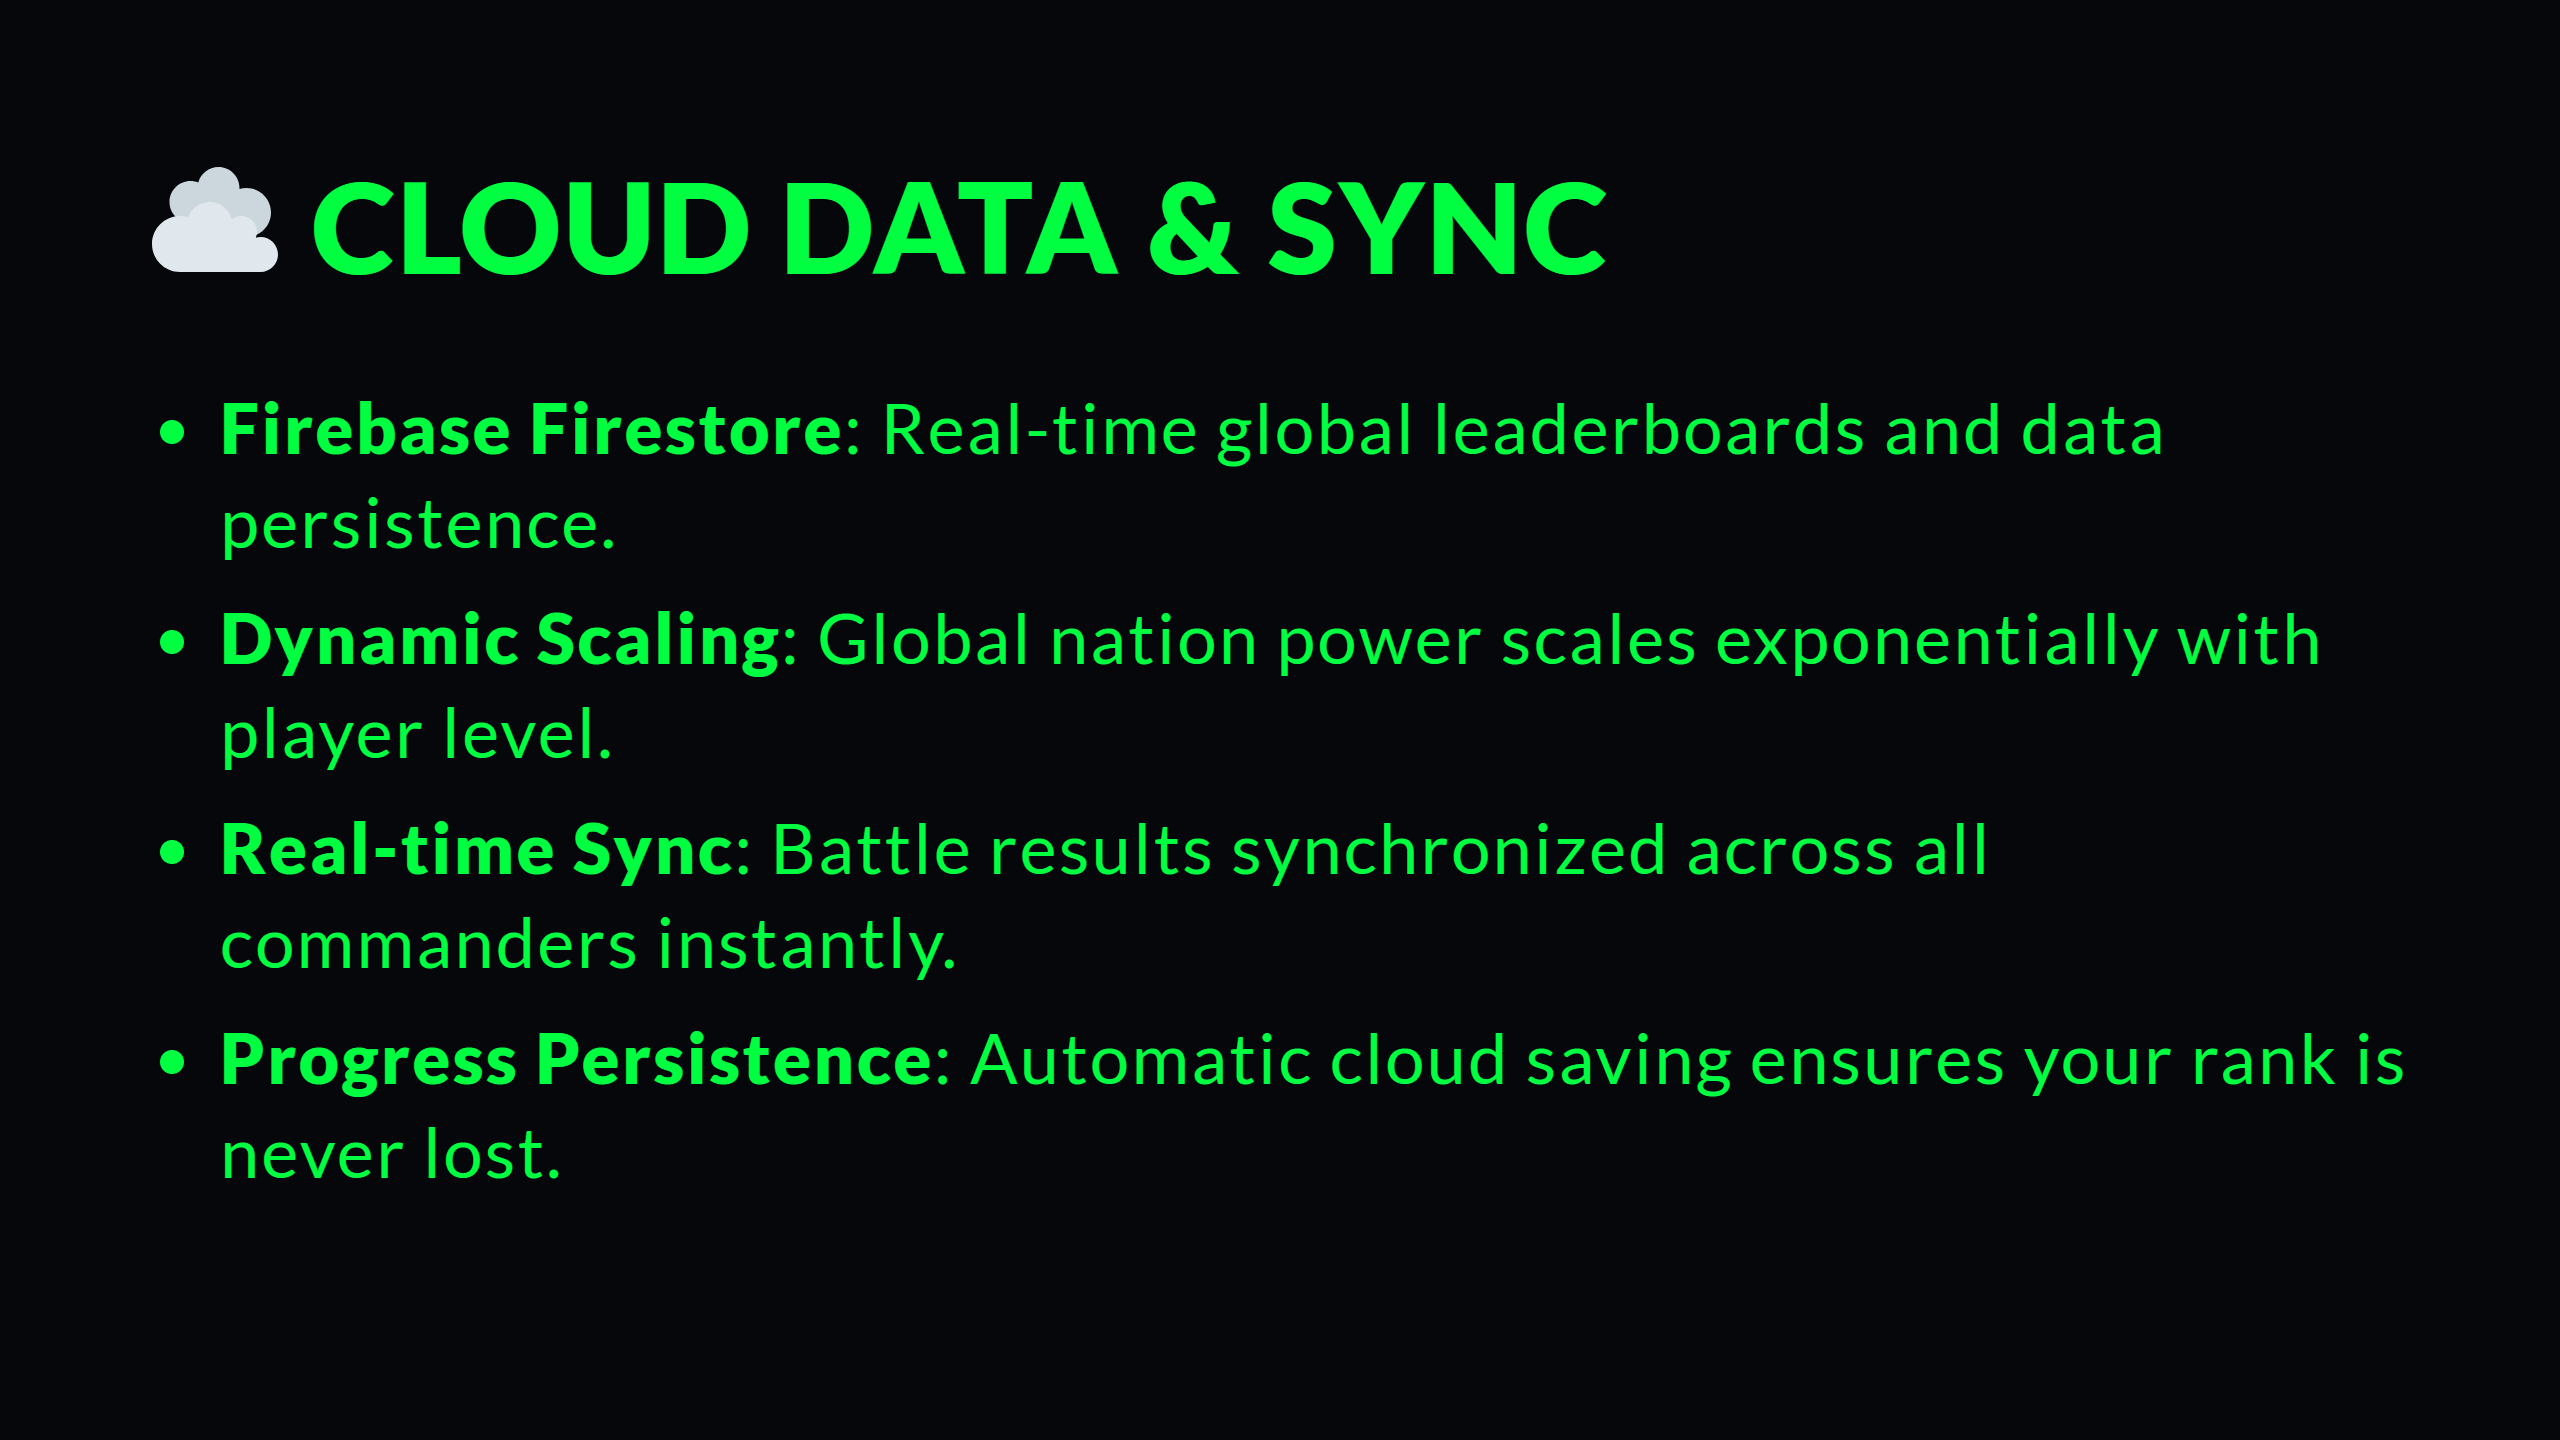 CLOUD DATA & SYNC
• Firebase Firestore: Real-time global leaderboards and data
persistence.
• Dynamic Scaling: Global nation power scales exponentially with
player level.
• Real-time Sync: Battle results synchronized across all
commanders instantly.
• Progress Persistence: Automatic cloud saving ensures your rank is
never lost.